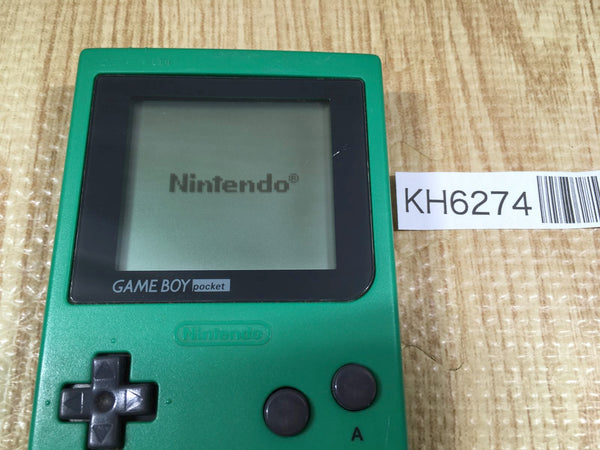 Nintendo®
KH6274
GAME BOY pocket
Nintendo
A